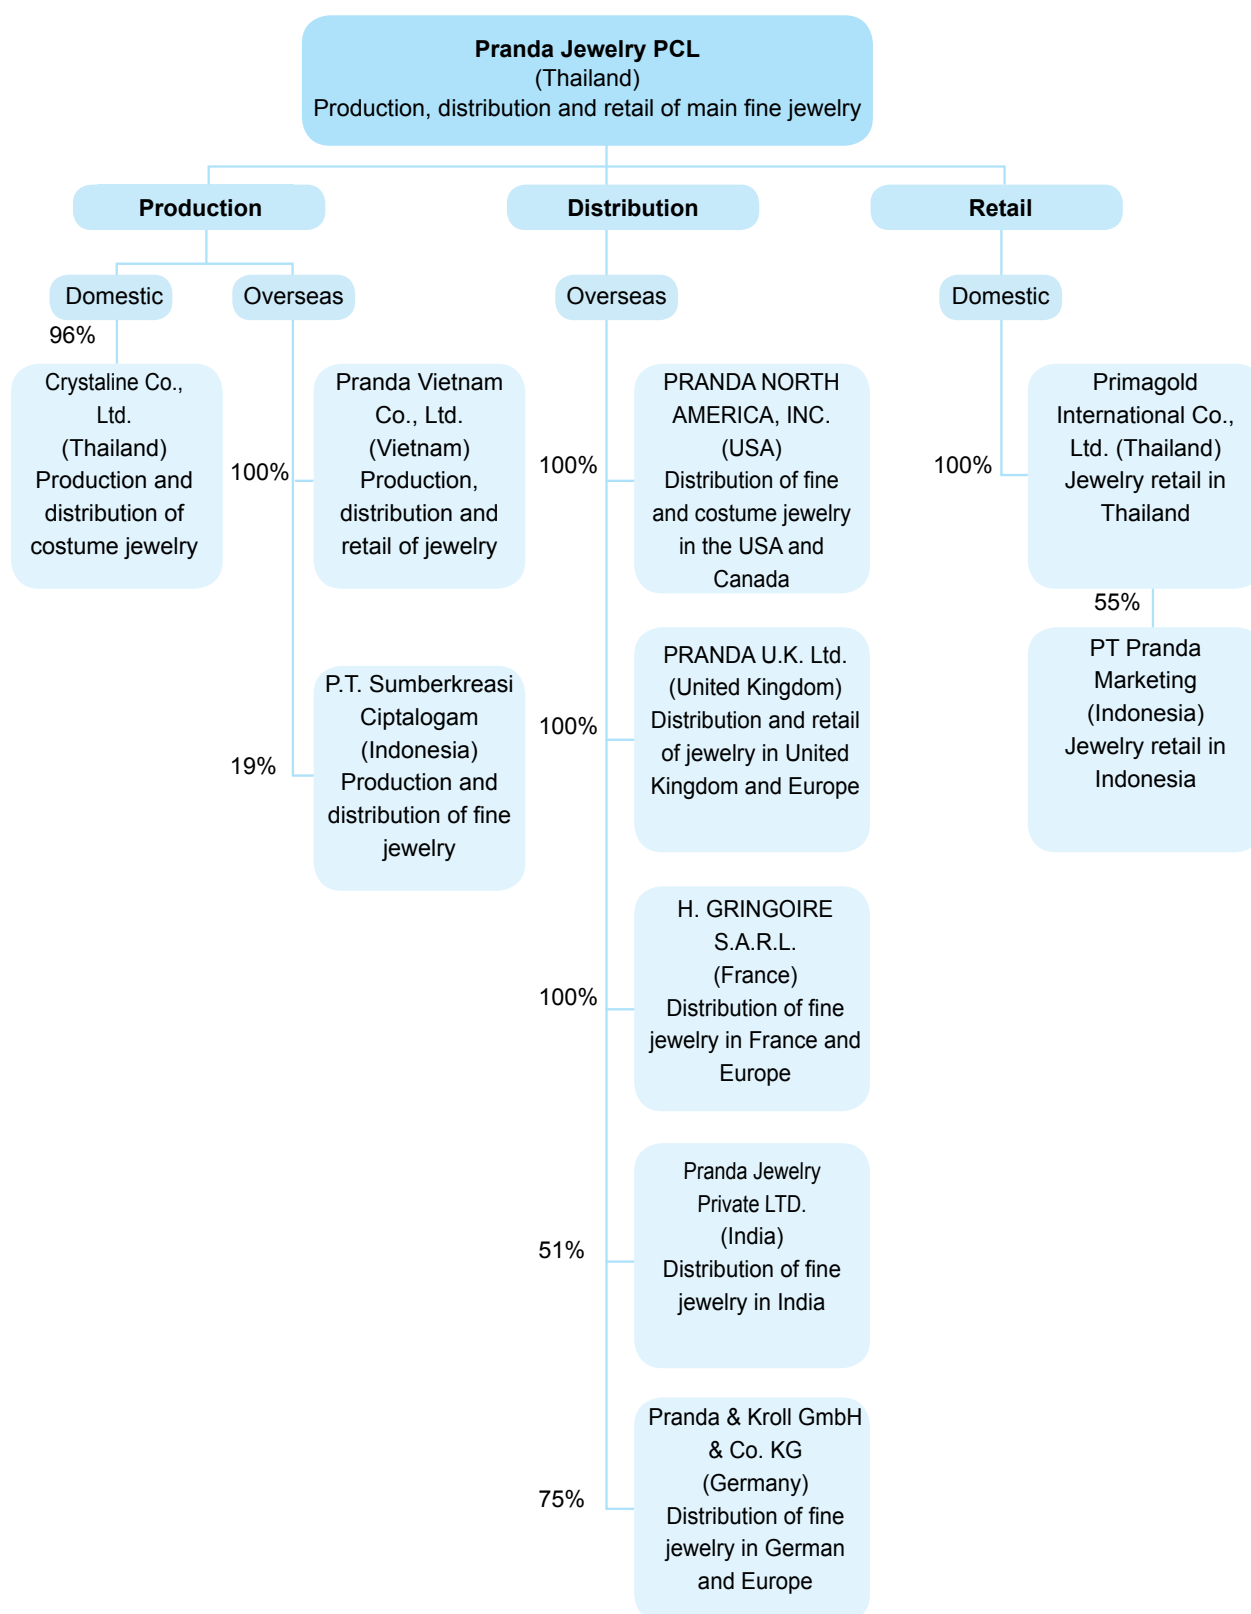 Pranda Jewelry PCL
(Thailand)
Production, distribution and retail of main fine jewelry
Production
Distribution
Retail
Domestic
Overseas
Overseas
Domestic
96%
Crystaline Co.,
Ltd.
(Thailand)
Production and
distribution of
costume jewelry
100%
Pranda Vietnam
Co., Ltd.
(Vietnam)
Production,
distribution and
retail of jewelry
19%
P.T. Sumberkreasi
Ciptalogam
(Indonesia)
Production and
distribution of fine
jewelry
100%
PRANDA NORTH
AMERICA, INC.
(USA)
Distribution of fine
and costume jewelry
in the USA and
Canada
100%
PRANDA U.K. Ltd.
(United Kingdom)
Distribution and retail
of jewelry in United
Kingdom and Europe
100%
H. GRINGOIRE
S.A.R.L.
(France)
Distribution of fine
jewelry in France and
Europe
51%
Pranda Jewelry
Private LTD.
(India)
Distribution of fine
jewelry in India
75%
Pranda & Kroll GmbH
& Co. KG
(Germany)
Distribution of fine
jewelry in German
and Europe
100%
Primagold
International Co.,
Ltd. (Thailand)
Jewelry retail in
Thailand
55%
PT Pranda
Marketing
(Indonesia)
Jewelry retail in
Indonesia